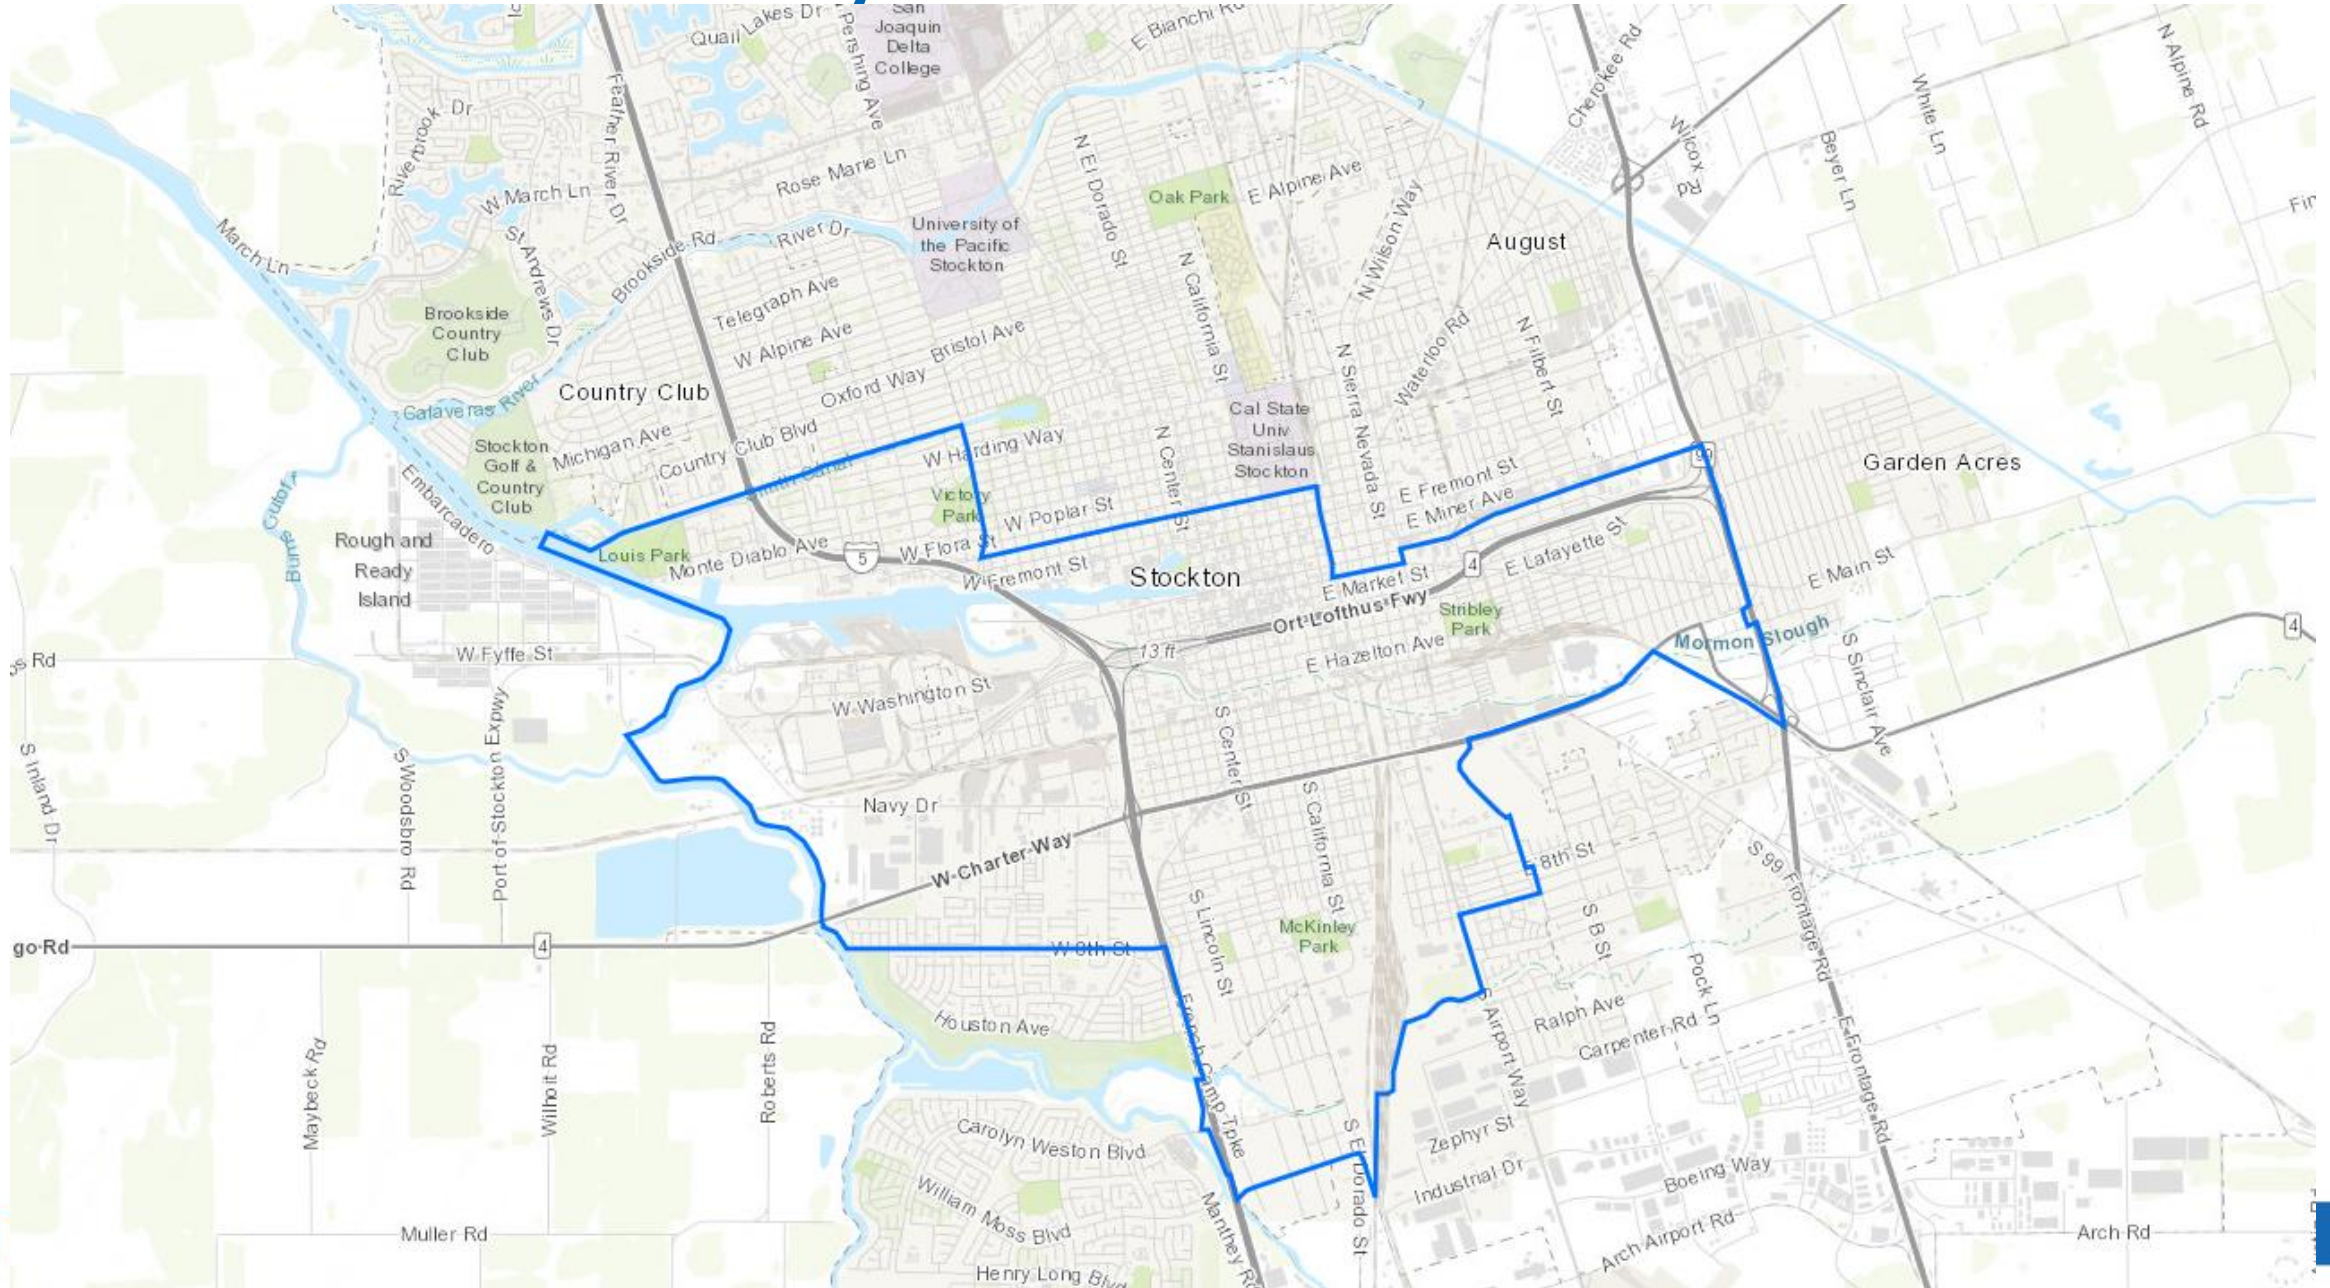 Quail Lakes Dr
Pershing Ave
San
Joaquin
Delta
College
E Bianchi Rd
Cherokee Rd
Wilcox
Rd
White Ln
N Alpine Rd
Beyer Ln
Feather River Dr
Riverbrook Dr
W March Ln
March Ln
St Andrews Dr
Brookside Rd
Rose Marie Ln
River Dr
University of
the Pacific
Stockton
N El Dorado St
Oak Park
E Alpine Ave
N Wilson Way
August
Brookside
Country
Club
Telegraph Ave
W Alpine Ave
Bristol Ave
Oxford Way
N California St
N Sierra Nevada St
Waterloo Rd
N Filbert St
Calaveras River
Country Club
Michigan Ave
Country Club Blvd
Smith Canal
W Harding Way
N Center St
Cal State
Univ
Stanislaus
Stockton
Stockton
Golf &
Country
Club
Victory
Park
W Poplar St
E Fremont St
E Miner Ave
99
Garden Acres
Burns Cutoff
Embarcadero
Rough and
Ready
Island
Louis Park
Monte Diablo Ave
5
W Flora St
W Fremont St
Stockton
E Market St
4
E Lafayette St
E Main St
Ort Lofthus Fwy
Stribley
Park
Mormon Slough
4
13 ft
E Hazelton Ave
W Fyffe St
W Washington St
S Sinclair Ave
S Inland Dr
S Woodsboro Rd
Port of Stockton Expwy
S Center St
S California St
Navy Dr
W Charter Way
8th St
S 99 Frontage Rd
S Lincoln St
McKinley
Park
S B St
go Rd
4
W 8th St
Pock Ln
French Camp Tpke
S Airport Way
Ralph Ave
Carpenter Rd
E Frontage Rd
Houston Ave
Maybeck Rd
Wilhoit Rd
Roberts Rd
Carolyn Weston Blvd
S El Dorado St
Zephyr St
Industrial Dr
Boeing Way
William Moss Blvd
Manthey Rd
Arch Airport Rd
Arch Rd
Muller Rd
Henry Long Blvd